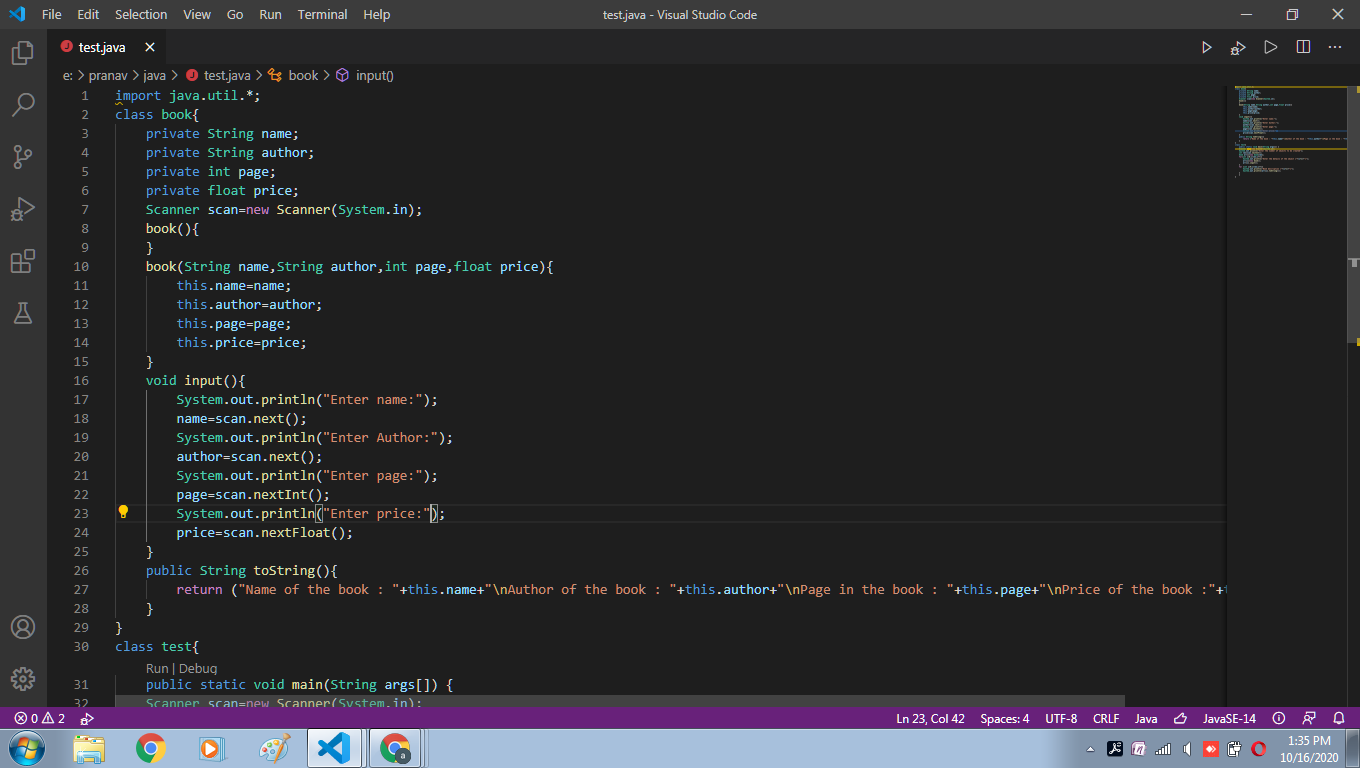 File Edit Selection View Go Run Terminal Help test.java - Visual Studio Code
test.java
e: > pranav > java > test.java > book > input()
1 import java.util.*;
2 class book{
3 private String name;
4 private String author;
5 private int page;
6 private float price;
7 Scanner scan=new Scanner(System.in);
8 book(){
9 }
10 book(String name,String author,int page,float price){
11 this.name=name;
12 this.author=author;
13 this.page=page;
14 this.price=price;
15 }
16 void input(){
17 System.out.println("Enter name:");
18 name=scan.next();
19 System.out.println("Enter Author:");
20 author=scan.next();
21 System.out.println("Enter page:");
22 page=scan.nextInt();
23 System.out.println("Enter price:");
24 price=scan.nextFloat();
25 }
26 public String toString(){
27 return ("Name of the book : "+this.name+"\nAuthor of the book : "+this.author+"\nPage in the book : "+this.page+"\nPrice of the book :"+t
28 }
29 }
30 class test{
Run | Debug
31 public static void main(String args[]) {
32 Scanner scan=new Scanner(System.in);
0 2 Ln 23, Col 42 Spaces: 4 UTF-8 CRLF Java JavaSE-14
1:35 PM
10/16/2020